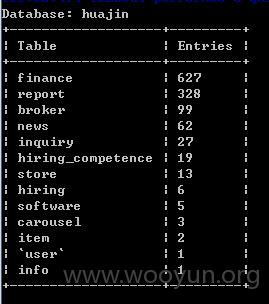 Database: huajin
+--------------------+---------+
¦ Table ¦ Entries ¦
+--------------------+---------+
¦ finance ¦ 627 ¦
¦ report ¦ 328 ¦
¦ broker ¦ 99 ¦
¦ news ¦ 62 ¦
¦ inquiry ¦ 27 ¦
¦ hiring_competence ¦ 19 ¦
¦ store ¦ 13 ¦
¦ hiring ¦ 6 ¦
¦ software ¦ 5 ¦
¦ carousel ¦ 3 ¦
¦ item ¦ 2 ¦
¦ `user` ¦ 1 ¦
¦ info ¦ 1 ¦
+--------------------+---------+
www.wooyun.org